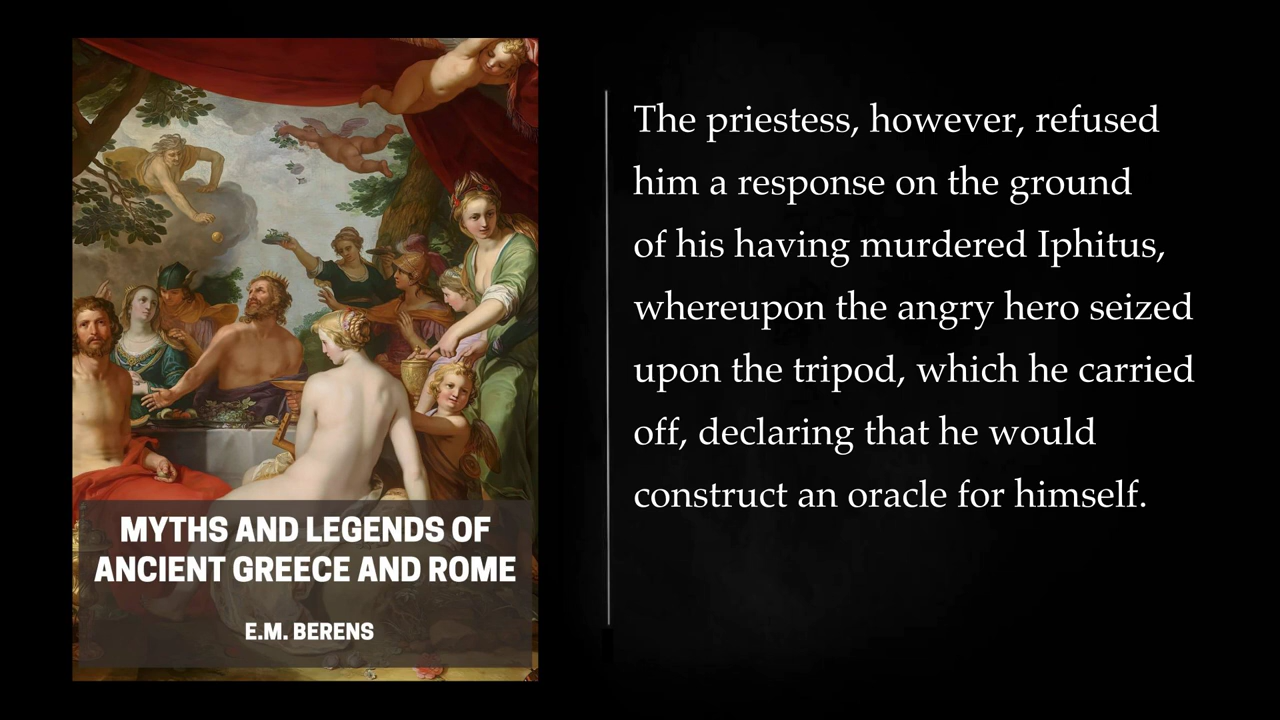 MYTHS AND LEGENDS OF
ANCIENT GREECE AND ROME
E.M. BERENS
The priestess, however, refused
him a response on the ground
of his having murdered Iphitus,
whereupon the angry hero seized
upon the tripod, which he carried
off, declaring that he would
construct an oracle for himself.